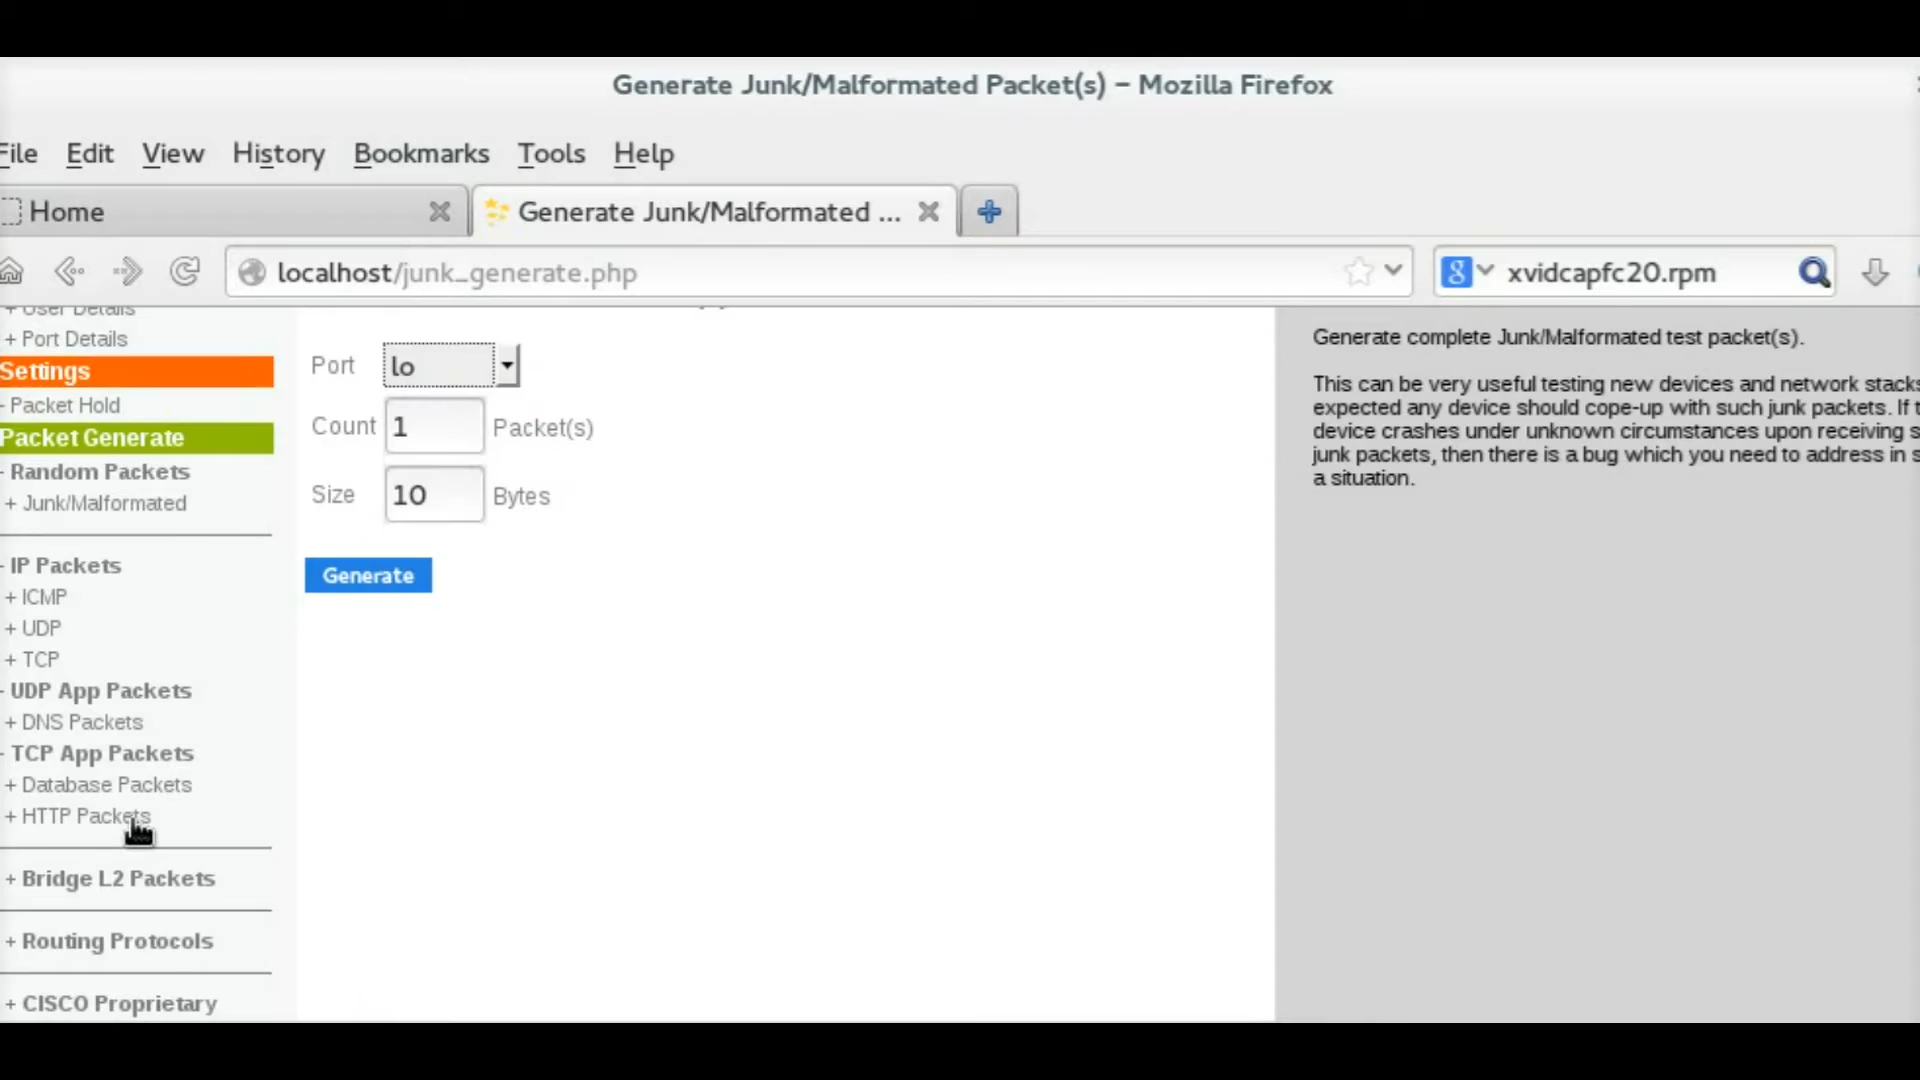 Generate Junk/Malformated Packet(s) – Mozilla Firefox
File Edit View History Bookmarks Tools Help
Home
Generate Junk/Malformated ...
localhost/junk_generate.php
xvidcapfc20.rpm
+ User Details
+ Port Details
Settings
- Packet Hold
Packet Generate
- Random Packets
+ Junk/Malformated
- IP Packets
+ ICMP
+ UDP
+ TCP
- UDP App Packets
+ DNS Packets
- TCP App Packets
+ Database Packets
+ HTTP Packets
+ Bridge L2 Packets
+ Routing Protocols
+ CISCO Proprietary
Port lo
Count 1 Packet(s)
Size 10 Bytes
Generate
Generate complete Junk/Malformated test packet(s).
This can be very useful testing new devices and network stacks
expected any device should cope-up with such junk packets. If
device crashes under unknown circumstances upon receiving
junk packets, then there is a bug which you need to address in
a situation.